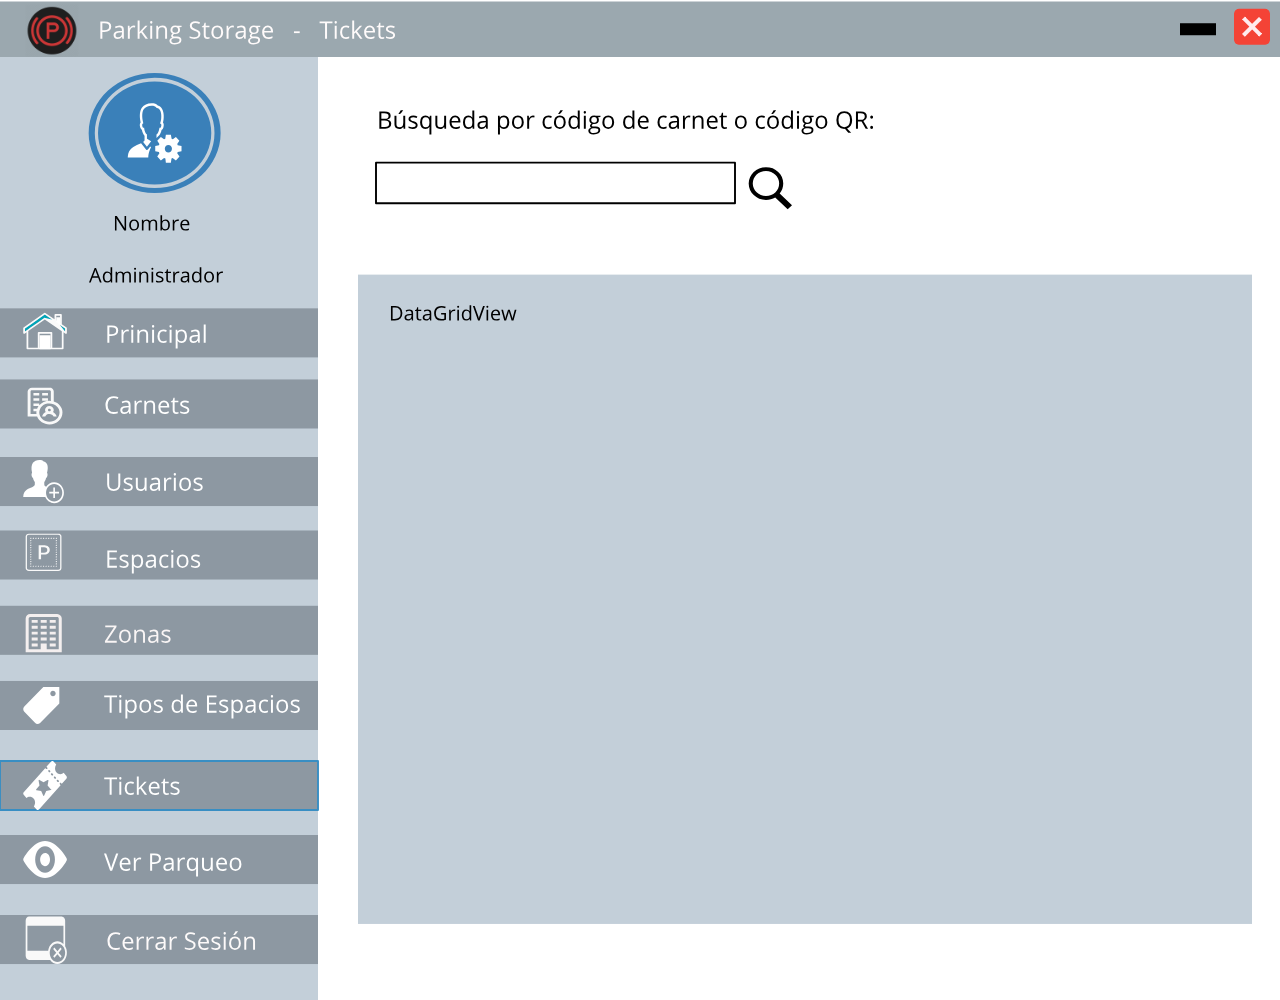 P Parking Storage - Tickets
Búsqueda por código de carnet o código QR:
Nombre
Administrador
DataGridView
Prinicipal
Carnets
Usuarios
P Espacios
Zonas
Tipos de Espacios
Tickets
Ver Parqueo
Cerrar Sesión